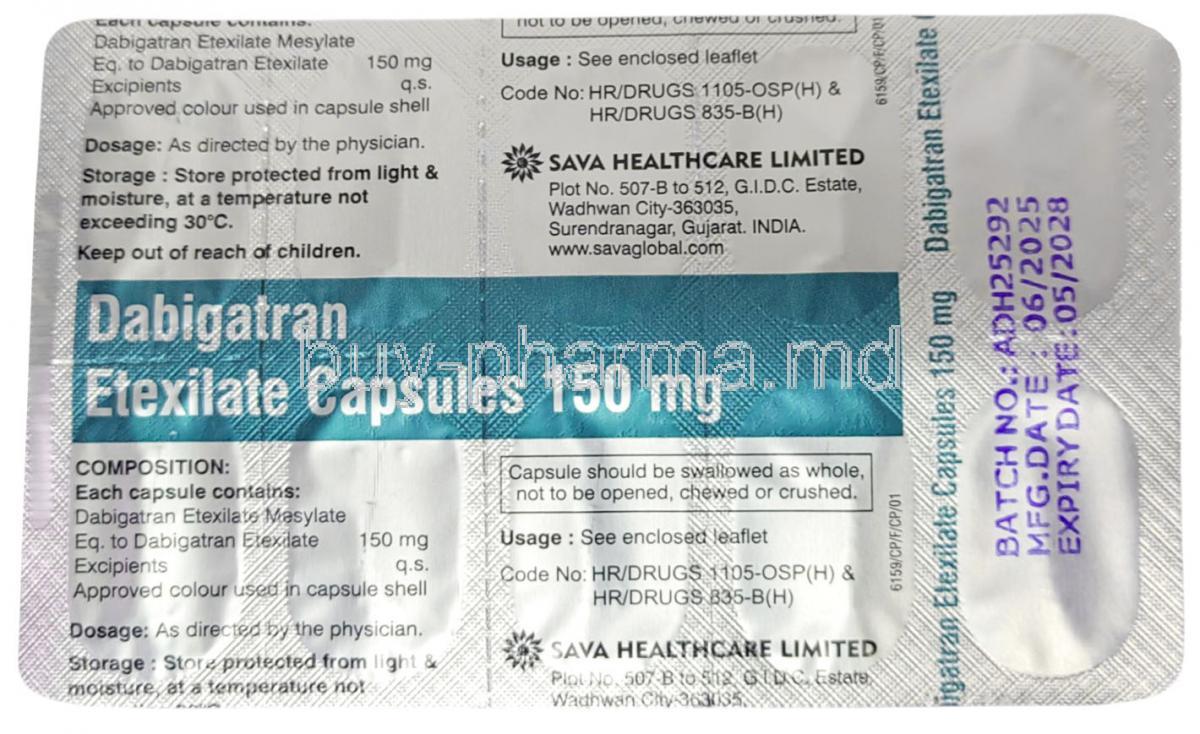 Each capsule contains:
Dabigatran Etexilate Mesylate
Eq. to Dabigatran Etexilate 150 mg
Excipients q.s.
Approved colour used in capsule shell
Dosage: As directed by the physician.
Storage : Store protected from light &
moisture, at a temperature not
exceeding 30°C.
Keep out of reach of children.
not to be opened, chewed or crushed.
Usage : See enclosed leaflet
Code No: HR/DRUGS 1105-OSP(H) &
HR/DRUGS 835-B(H)
SAVA HEALTHCARE LIMITED
Plot No. 507-B to 512, G.I.D.C. Estate,
Wadhwan City-363035,
Surendranagar, Gujarat. INDIA.
www.savaglobal.com
6159/CP/F/CP/01
Dabigatran
Etexilate Capsules 150 mg
buy-pharma.md
COMPOSITION:
Each capsule contains:
Dabigatran Etexilate Mesylate
Eq. to Dabigatran Etexilate 150 mg
Excipients q.s.
Approved colour used in capsule shell
Dosage: As directed by the physician.
Storage : Store protected from light &
moisture, at a temperature not
Capsule should be swallowed as whole,
not to be opened, chewed or crushed.
Usage : See enclosed leaflet
Code No: HR/DRUGS 1105-OSP(H) &
HR/DRUGS 835-B(H)
SAVA HEALTHCARE LIMITED
Plot No. 507-B to 512, G.I.D.C. Estate,
Wadhwan City-363035,
6159/CP/F/CP/01
igatran Etexilate Capsules 150 mg Dabigatran Etexilate
BATCH NO.: ADH25292
MFG.DATE : 06/2025
EXPIRY DATE : 05/2028